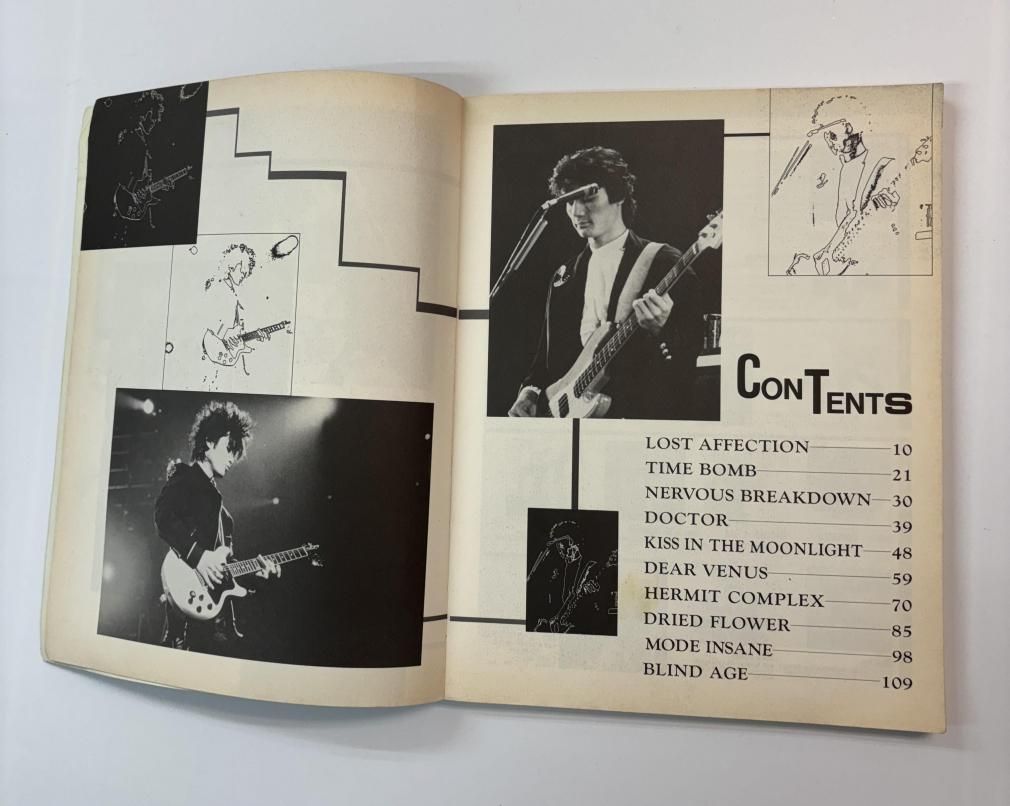 CONTENTS
LOST AFFECTION 10
TIME BOMB 21
NERVOUS BREAKDOWN 30
DOCTOR 39
KISS IN THE MOONLIGHT 48
DEAR VENUS 59
HERMIT COMPLEX 70
DRIED FLOWER 85
MODE INSANE 98
BLIND AGE 109